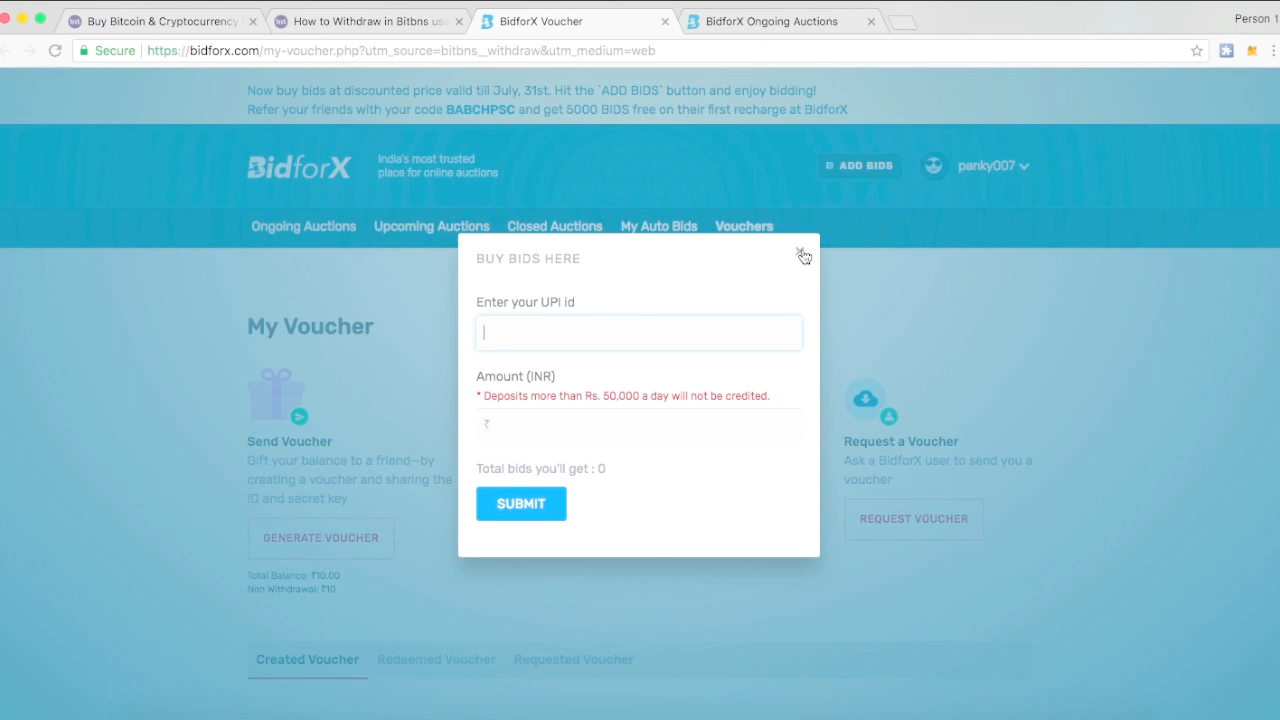 Buy Bitcoin & Cryptocurrency
How to Withdraw in Bitbns usin
BidforX Voucher
BidforX Ongoing Auctions
Person 1
Secure
https://bidforx.com/my-voucher.php?utm_source=bitbns_withdraw&utm_medium=web
Now buy bids at discounted price valid till July, 31st. Hit the `ADD BIDS` button and enjoy bidding!
Refer your friends with your code BABCHPSC and get 5000 BIDS free on their first recharge at BidforX
BidforX
India's most trusted
place for online auctions
ADD BIDS
panky007
Ongoing Auctions Upcoming Auctions Closed Auctions My Auto Bids Vouchers
BUY BIDS HERE
Enter your UPI id
Amount (INR)
* Deposits more than Rs. 50,000 a day will not be credited.
₹
Total bids you'll get : 0
SUBMIT
My Voucher
Send Voucher
Gift your balance to a friend—by
creating a voucher and sharing the
ID and secret key
GENERATE VOUCHER
Total Balance: ₹10.00
Non Withdrawal: ₹10
Request a Voucher
Ask a BidforX user to send you a
voucher
REQUEST VOUCHER
Created Voucher Redeemed Voucher Requested Voucher